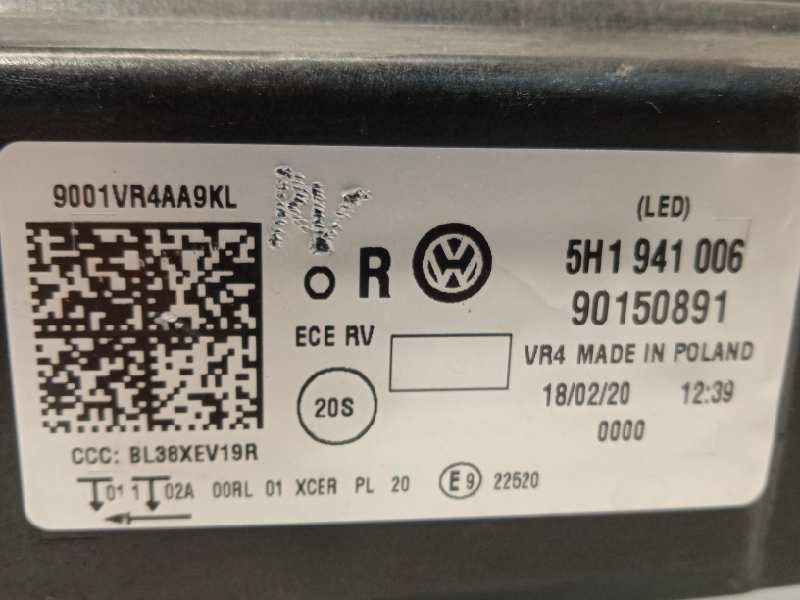 9001VR4AA9KL
R
ECE RV
20S
CCC: BL38XEV19R
01 1 02A 00RL 01 XCER PL 20 E9 22520
(LED)
5H1 941 006
90150891
VR4 MADE IN POLAND
18/02/20 12:39
0000